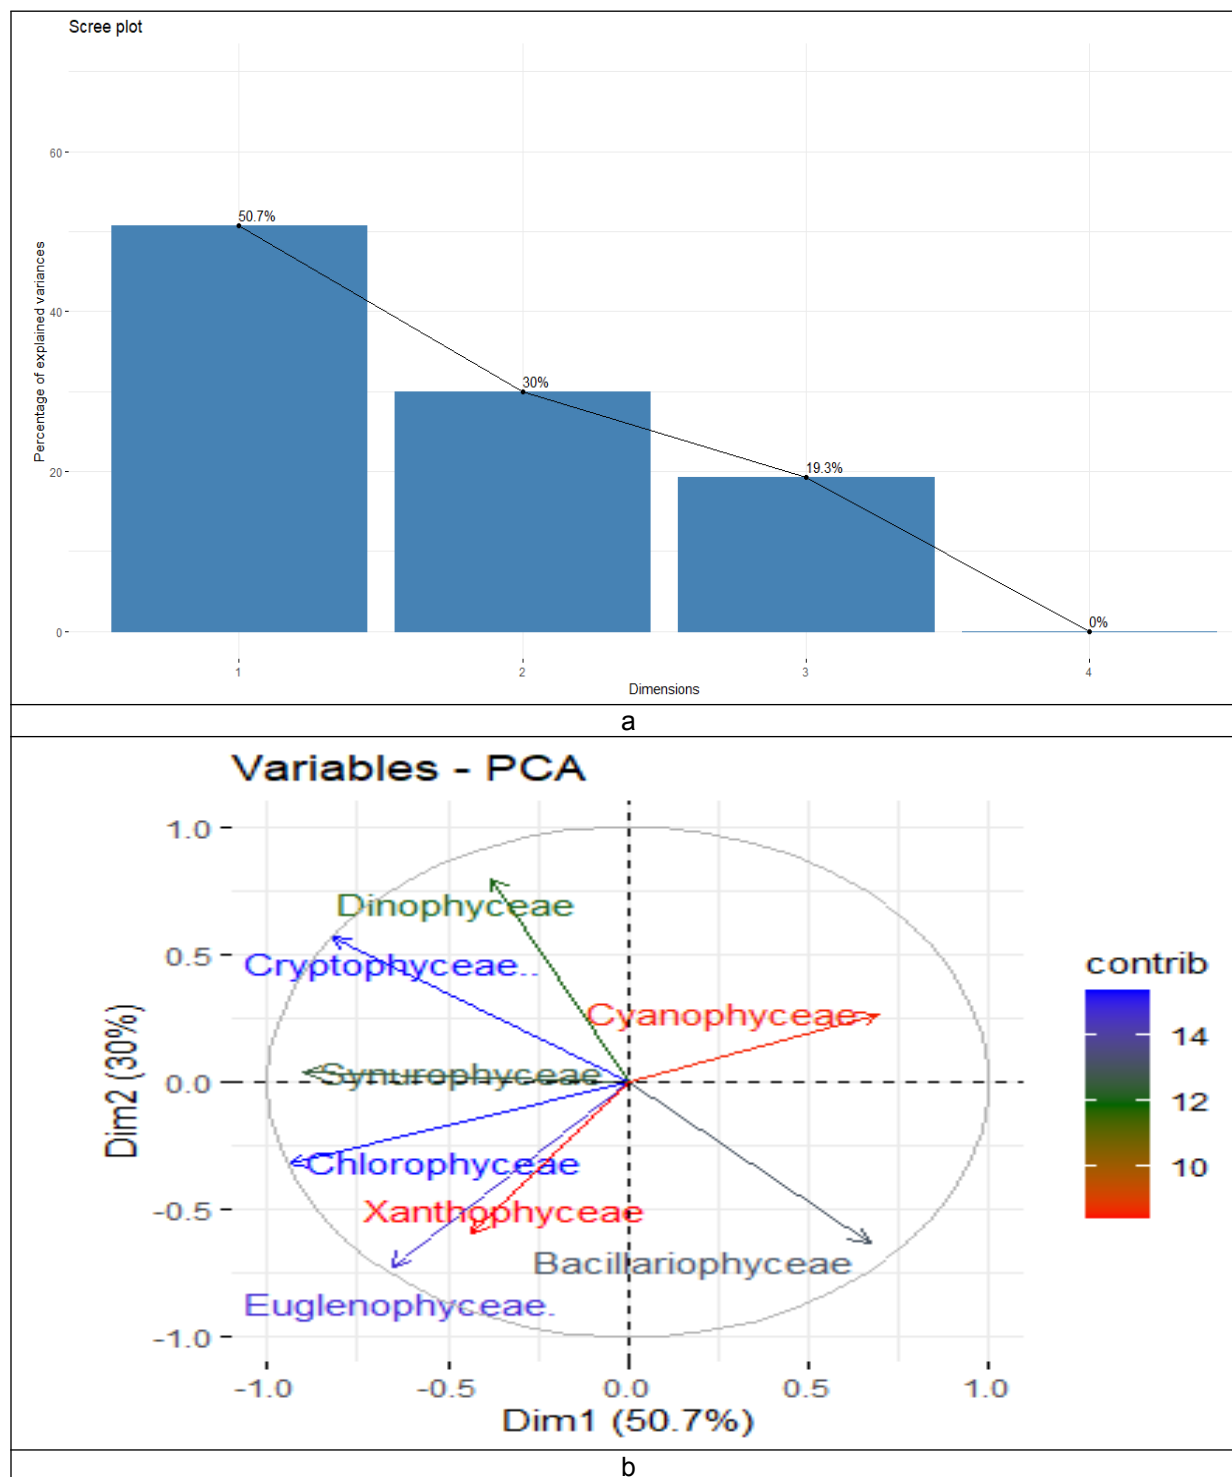 Scree plot
Percentage of explained variances
60
40
20
0
50.7%
30%
19.3%
0%
1 2 3 4
Dimensions
a
Variables - PCA
Dim2 (30%)
1.0
0.5
0.0
-0.5
-1.0
Dinophyceae
Cryptophyceae..
Cyanophyceae
Synurophyceae
Chlorophyceae
Xanthophyceae
Bacillariophyceae
Euglenophyceae.
-1.0 -0.5 0.0 0.5 1.0
Dim1 (50.7%)
contrib
14
12
10
b